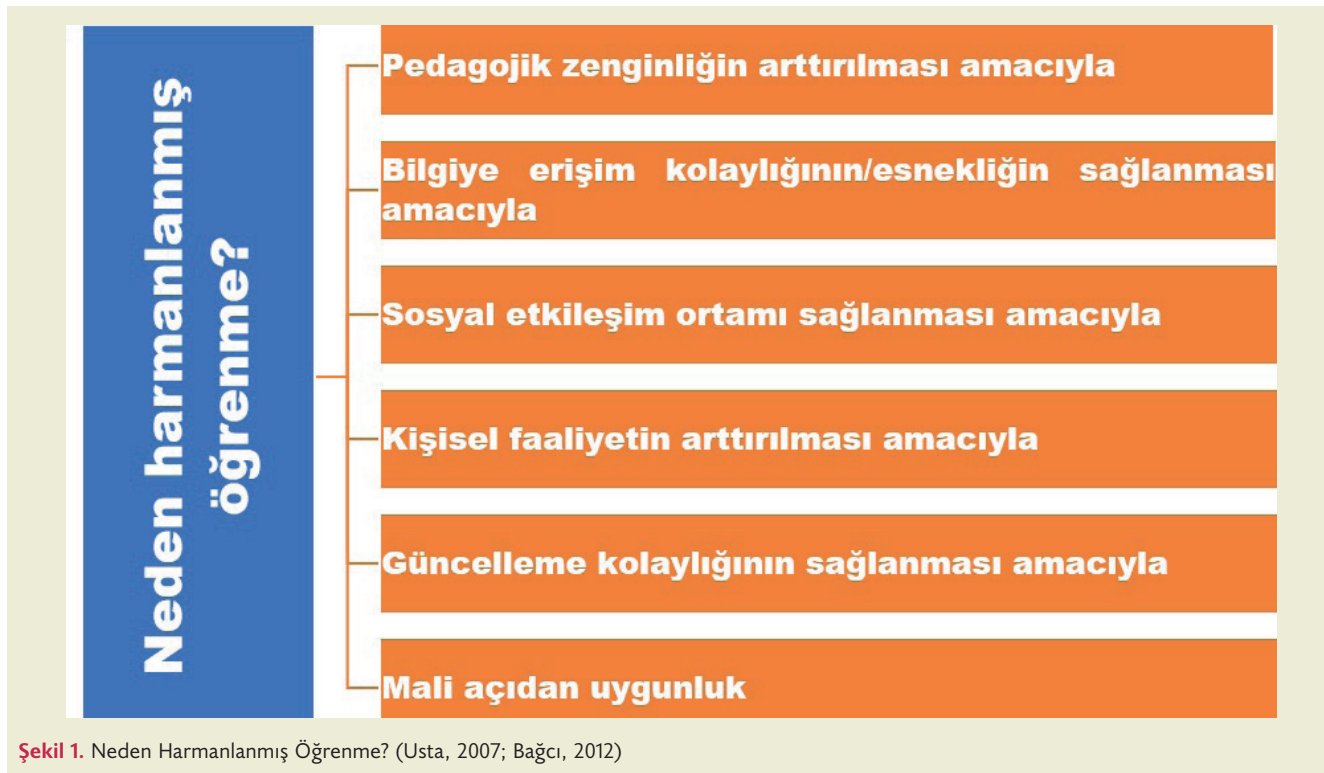 Neden harmanlanmış
öğrenme?
Pedagojik zenginliğin arttırılması amacıyla
Bilgiye erişim kolaylığının/esnekliğin sağlanması
amacıyla
Sosyal etkileşim ortamı sağlanması amacıyla
Kişisel faaliyetin arttırılması amacıyla
Güncelleme kolaylığının sağlanması amacıyla
Mali açıdan uygunluk
Şekil 1. Neden Harmanlanmış Öğrenme? (Usta, 2007; Bağcı, 2012)